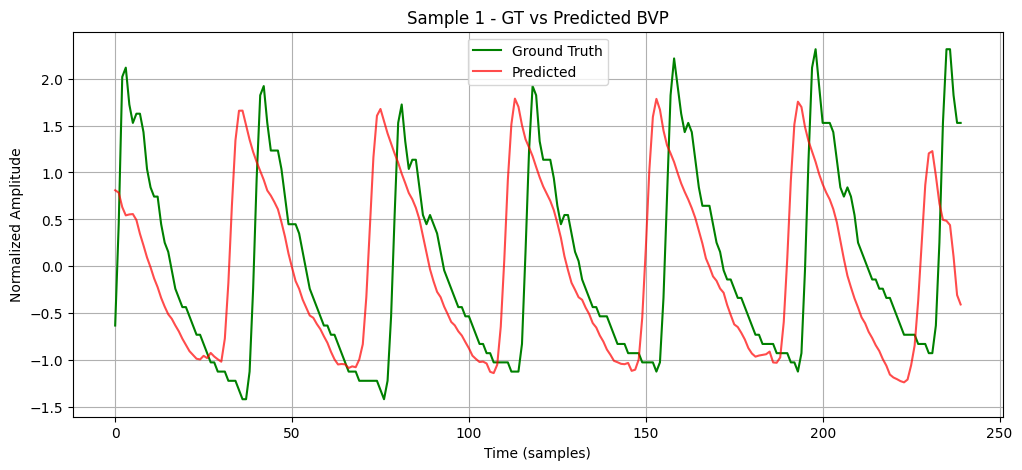 Sample 1 - GT vs Predicted BVP
Ground Truth
Predicted
Normalized Amplitude
2.0
1.5
1.0
0.5
0.0
−0.5
−1.0
−1.5
0 50 100 150 200 250
Time (samples)